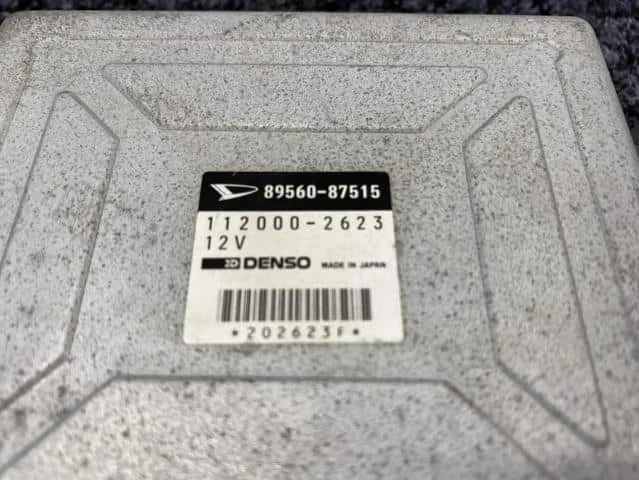 89560-87515
112000-2623
12V
DENSO MADE IN JAPAN
*202623F*